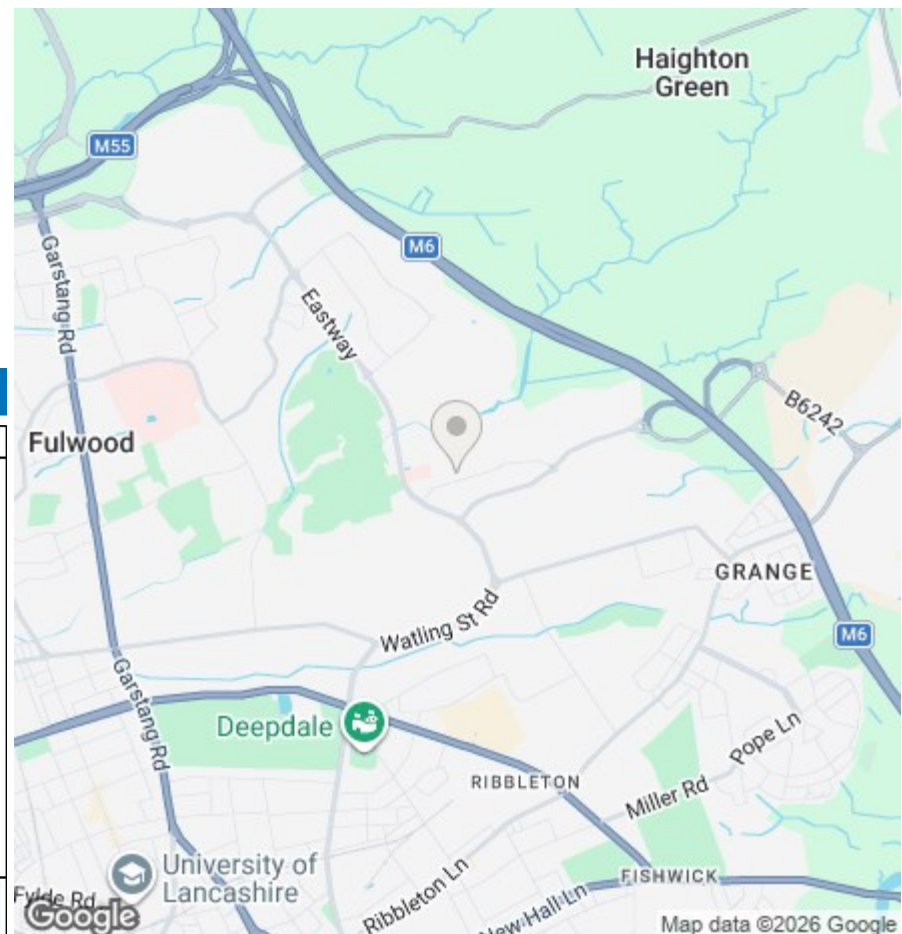 Haighton
Green
M55
M6
Garstang Rd
Eastway
B6242
Fulwood
GRANGE
Watling St Rd
M6
Garstang Rd
Deepdale
Pope Ln
RIBBLETON
Miller Rd
University of
Lancashire
Ribbleton Ln
FISHWICK
Fylde Rd
New Hall Ln
Google
Map data ©2026 Google